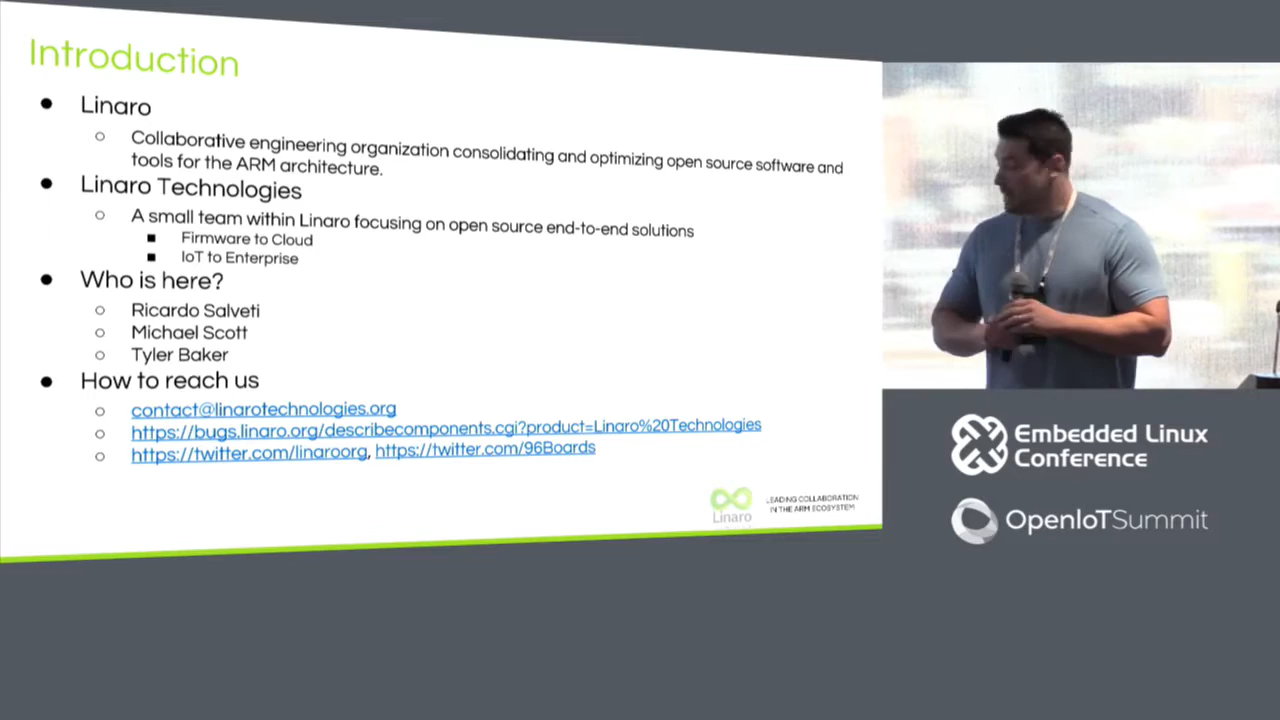 Introduction
● Linaro
○ Collaborative engineering organization consolidating and optimizing open source software and
tools for the ARM architecture.
● Linaro Technologies
○ A small team within Linaro focusing on open source end-to-end solutions
■ Firmware to Cloud
■ IoT to Enterprise
● Who is here?
○ Ricardo Salveti
○ Michael Scott
○ Tyler Baker
● How to reach us
○ contact@linarotechnologies.org
○ https://bugs.linaro.org/describecomponents.cgi?product=Linaro%20Technologies
○ https://twitter.com/linaroorg, https://twitter.com/96Boards
Linaro
LEADING COLLABORATION
IN THE ARM ECOSYSTEM
Embedded Linux
Conference
OpenIoTSummit